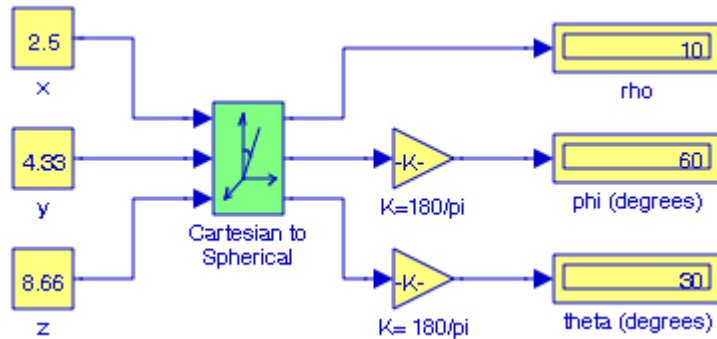 2.5
x
4.33
y
8.66
z
Cartesian to
Spherical
-K-
K=180/pi
-K-
K= 180/pi
10
rho
60
phi (degrees)
30
theta (degrees)